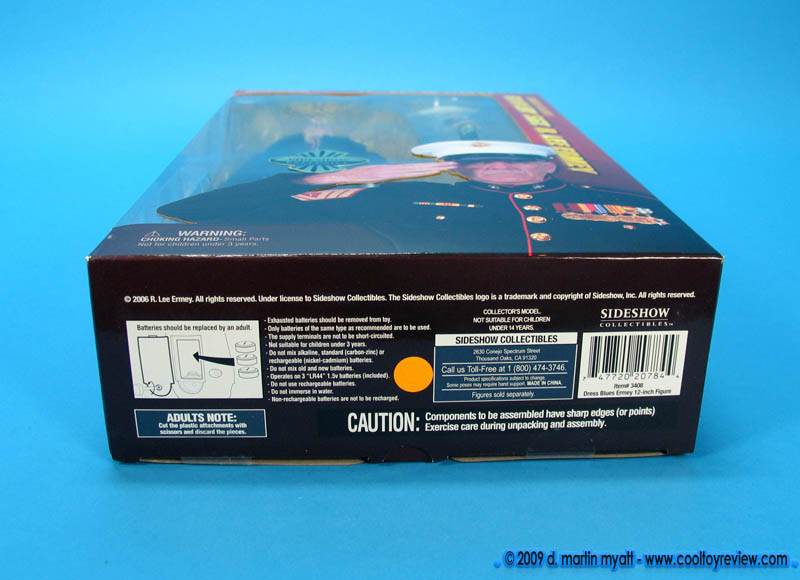 WARNING:
CHOKING HAZARD- Small Parts
Not for children under 3 years.
© 2006 R. Lee Ermey. All rights reserved. Under license to Sideshow Collectibles. The Sideshow Collectibles logo is a trademark and copyright of Sideshow, Inc. All rights reserved.
Batteries should be replaced by an adult.
- Exhausted batteries should be removed from toy.
- Only batteries of the same type as recommended are to be used.
- The supply terminals are not to be short-circuited.
- Not suitable for children under 3 years.
- Do not mix alkaline, standard (carbon-zinc) or
rechargeable (nickel-cadmium) batteries.
- Do not mix old and new batteries.
- Operates on 3 "LR44" 1.5v batteries (included).
- Do not use rechargeable batteries.
- Do not immerse in water.
- Non-rechargeable batteries are not to be recharged.
ADULTS NOTE:
Cut the plastic attachments with
scissors and discard the pieces.
COLLECTOR'S MODEL.
NOT SUITABLE FOR CHILDREN
UNDER 14 YEARS.
SIDESHOW COLLECTIBLES
2630 Conejo Spectrum Street
Thousand Oaks, CA 91320
Call us Toll-Free at 1 (800) 474-3746.
Product specifications subject to change.
Some poses may require hand support. MADE IN CHINA.
Figures sold separately.
SIDESHOW
COLLECTIBLES™
7 47720 20784 4
Item# 3408
Dress Blues Ermey 12-inch Figure
CAUTION: Components to be assembled have sharp edges (or points)
Exercise care during unpacking and assembly.
© 2009 d. martin myatt - www.cooltoyreview.com